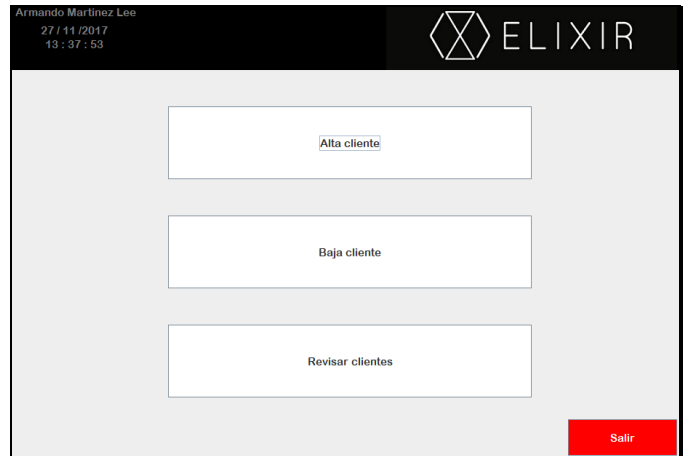 Armando Martinez Lee
27 / 11 /2017
13 : 37 : 53
ELIXIR
Alta cliente
Baja cliente
Revisar clientes
Salir